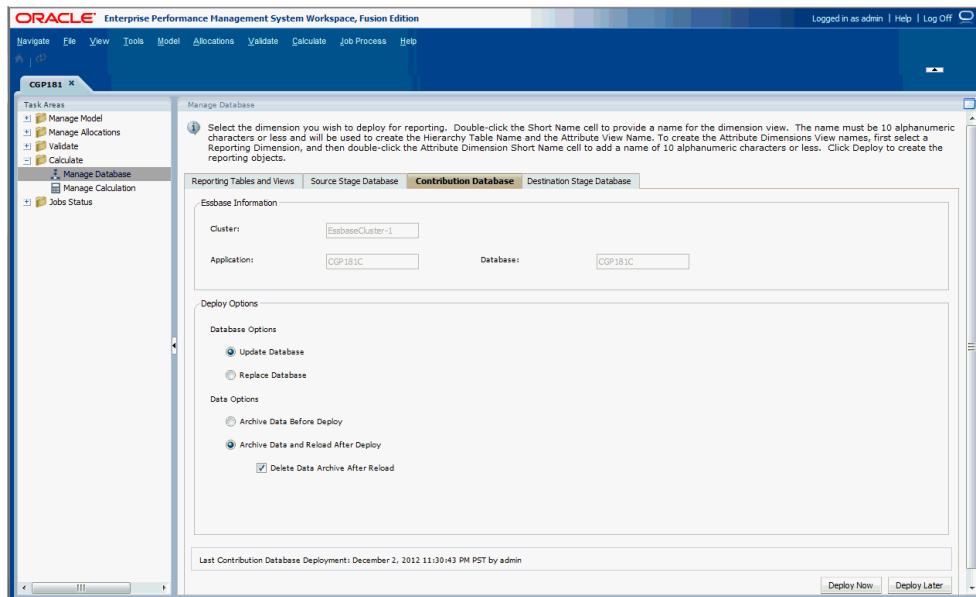 ORACLE Enterprise Performance Management System Workspace, Fusion Edition
Logged in as admin | Help | Log Off
Navigate File View Tools Model Allocations Validate Calculate Job Process Help
CGP181
Task Areas
Manage Model
Manage Allocations
Validate
Calculate
Manage Database
Manage Calculation
Jobs Status
Manage Database
Select the dimension you wish to deploy for reporting. Double-click the Short Name cell to provide a name for the dimension view. The name must be 10 alphanumeric
characters or less and will be used to create the Hierarchy Table Name and the Attribute View Name. To create the Attribute Dimensions View names, first select a
Reporting Dimension, and then double-click the Attribute Dimension Short Name cell to add a name of 10 alphanumeric characters or less. Click Deploy to create the
reporting objects.
Reporting Tables and Views Source Stage Database Contribution Database Destination Stage Database
Essbase Information
Cluster: EssbaseCluster-1
Application: CGP181C Database: CGP181C
Deploy Options
Database Options
Update Database
Replace Database
Data Options
Archive Data Before Deploy
Archive Data and Reload After Deploy
Delete Data Archive After Reload
Last Contribution Database Deployment: December 2, 2012 11:30:43 PM PST by admin
Deploy Now Deploy Later